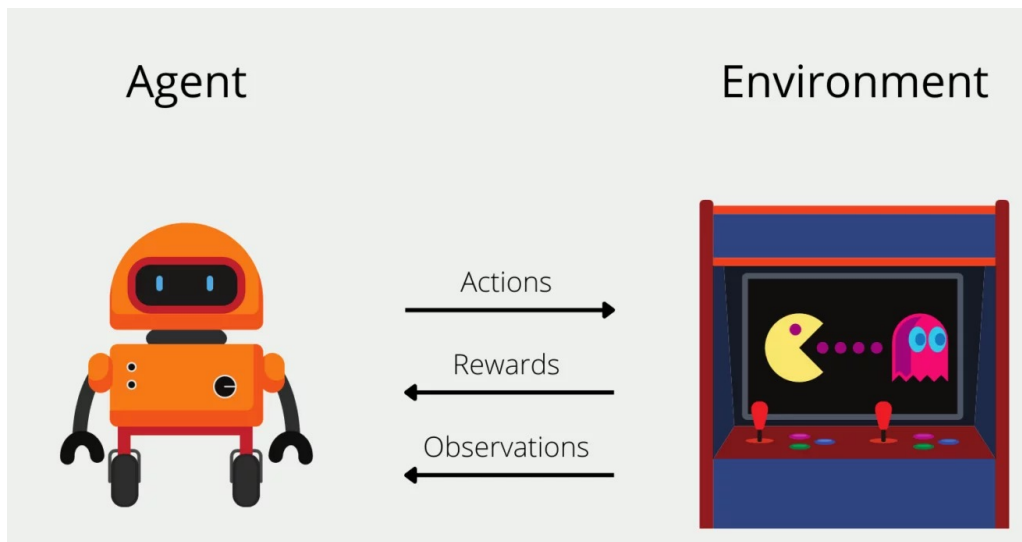 Agent
Environment
Actions
Rewards
Observations